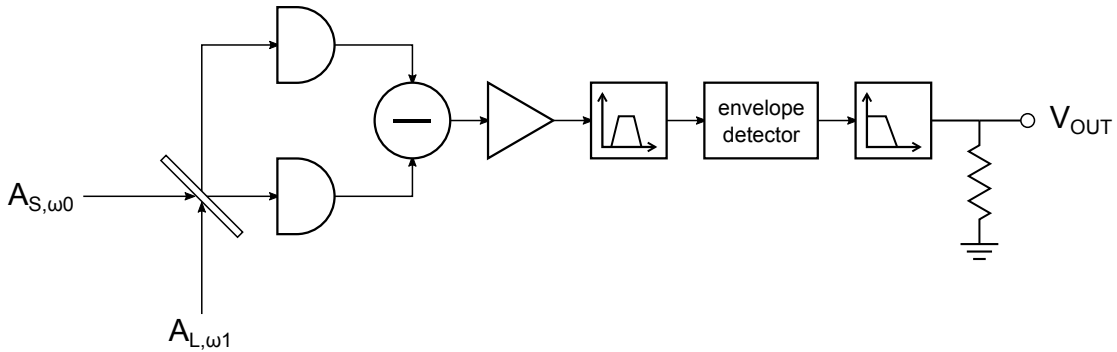 envelope
detector
V_OUT
A_S,ω0
A_L,ω1